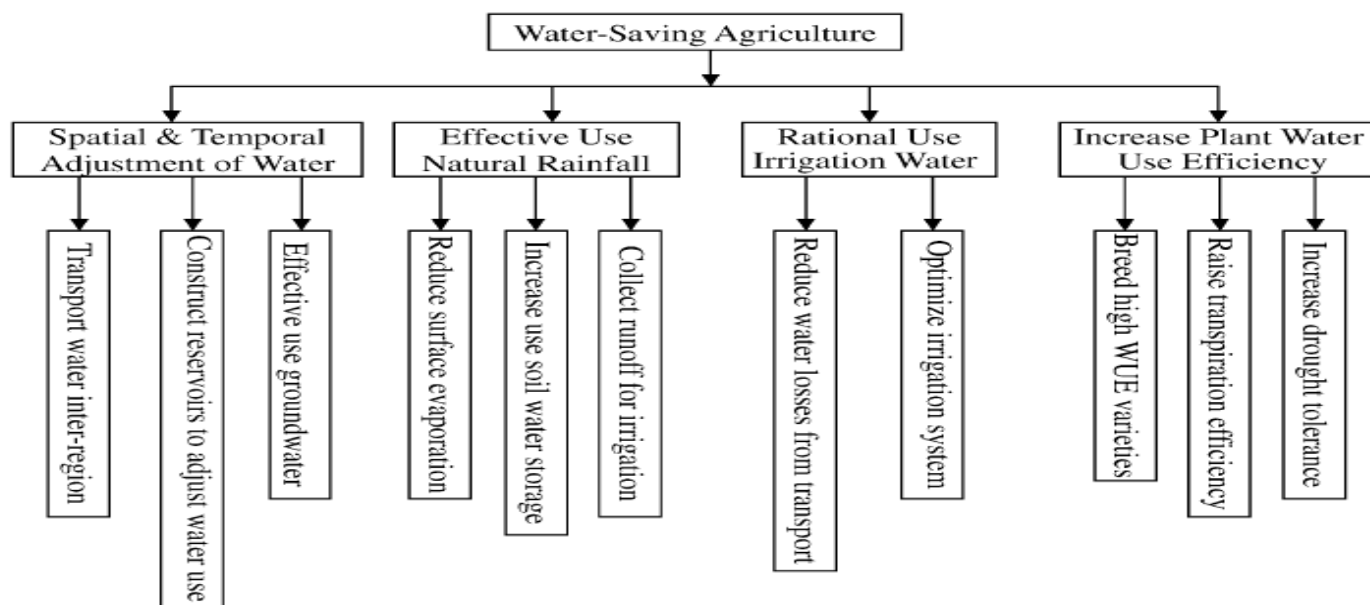 Water-Saving Agriculture
Spatial & Temporal
Adjustment of Water
Effective Use
Natural Rainfall
Rational Use
Irrigation Water
Increase Plant Water
Use Efficiency
Transport water inter-region
Construct reservoirs to adjust water use
Effective use groundwater
Reduce surface evaporation
Increase use soil water storage
Collect runoff for irrigation
Reduce water losses from transport
Optimize irrigation system
Breed high WUE varieties
Raise transpiration efficiency
Increase drought tolerance